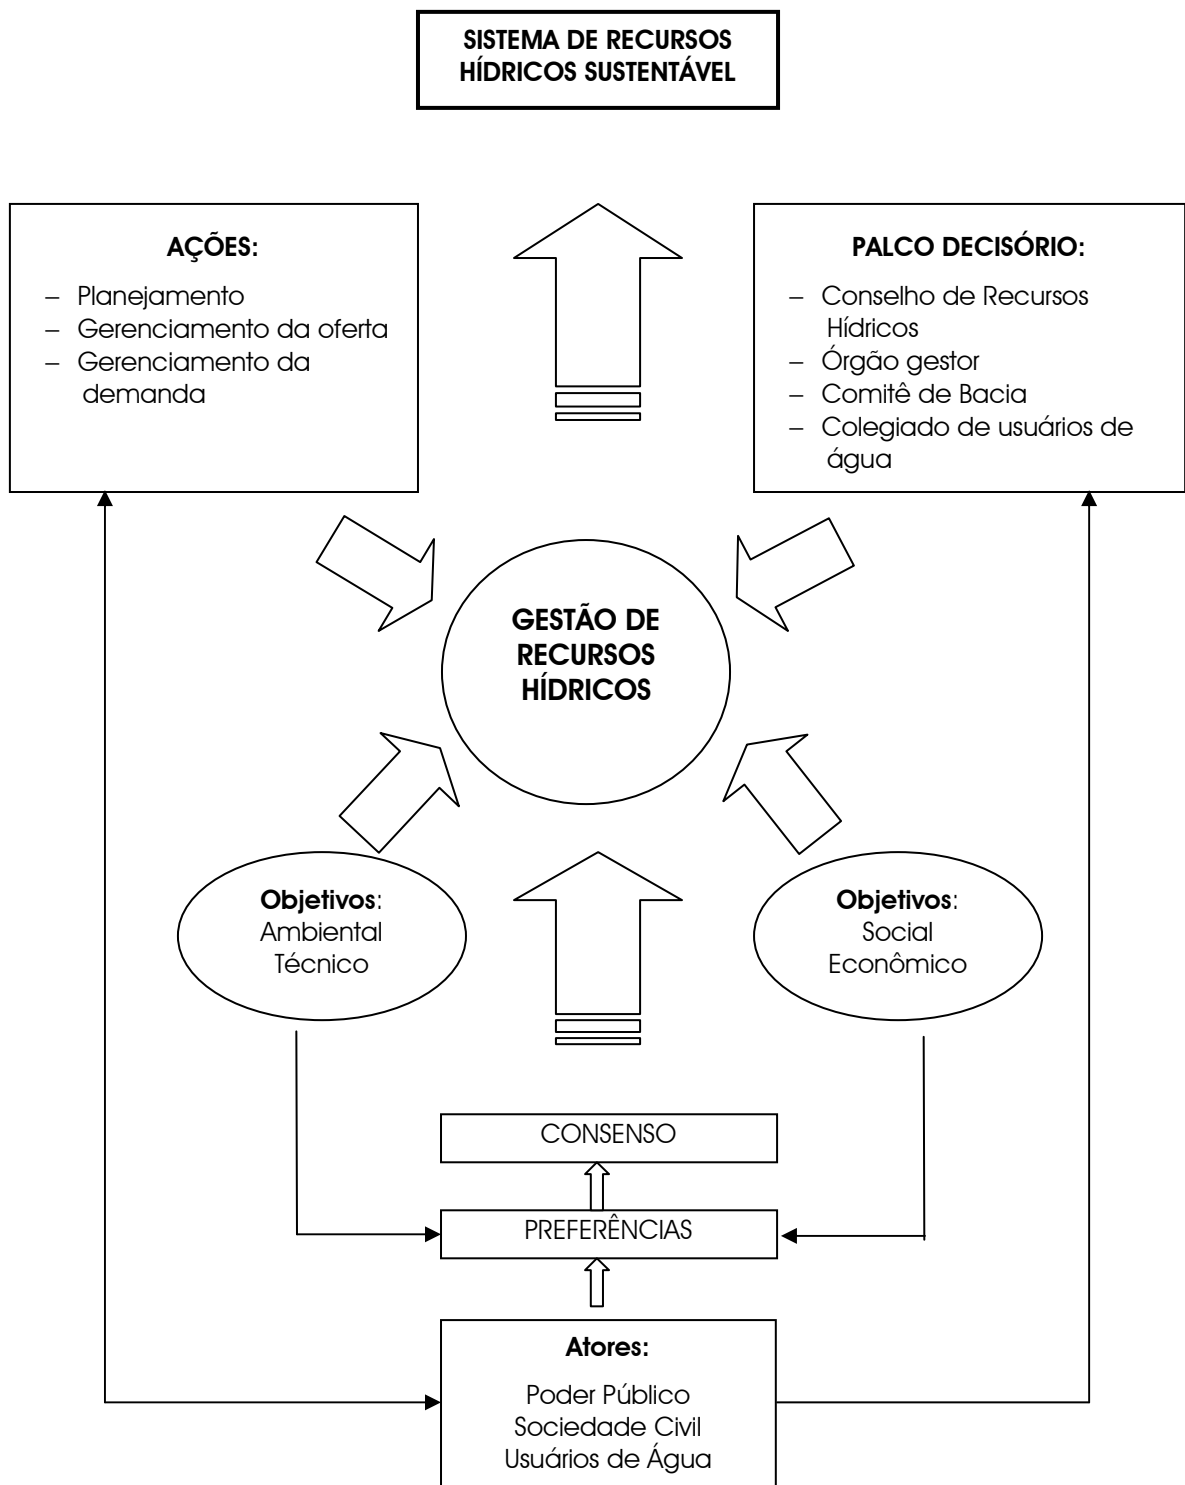 SISTEMA DE RECURSOS
HÍDRICOS SUSTENTÁVEL
AÇÕES:
– Planejamento
– Gerenciamento da oferta
– Gerenciamento da
demanda
PALCO DECISÓRIO:
– Conselho de Recursos
Hídricos
– Órgão gestor
– Comitê de Bacia
– Colegiado de usuários de
água
GESTÃO DE
RECURSOS
HÍDRICOS
Objetivos:
Ambiental
Técnico
Objetivos:
Social
Econômico
CONSENSO
PREFERÊNCIAS
Atores:
Poder Público
Sociedade Civil
Usuários de Água